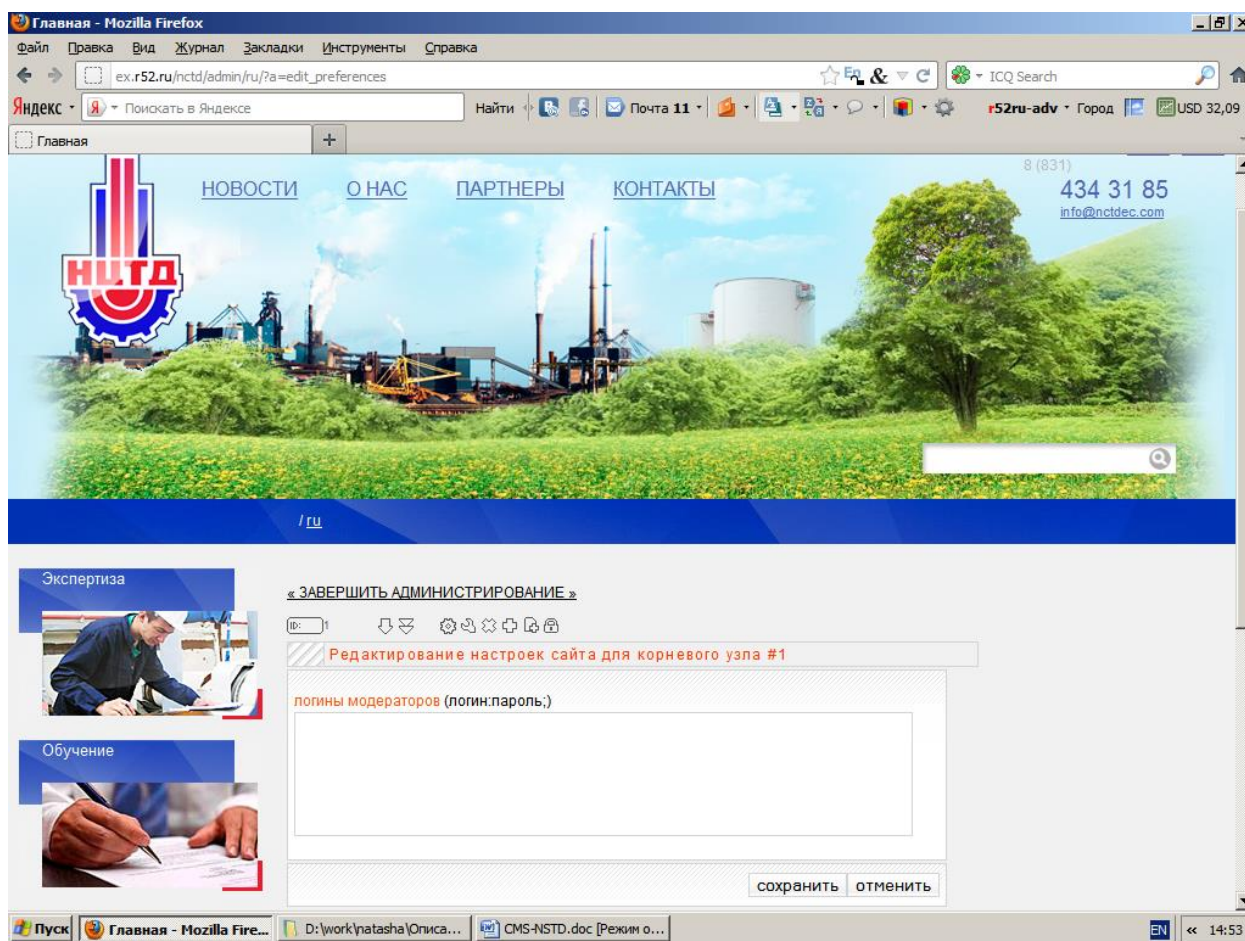 Главная - Mozilla Firefox
Файл Правка Вид Журнал Закладки Инструменты Справка
ex.r52.ru/nctd/admin/ru/?a=edit_preferences
ICQ Search
Яндекс Я Поискать в Яндексе Найти Почта 11 r52ru-adv Город USD 32,09
Главная
8 (831)
НОВОСТИ О НАС ПАРТНЕРЫ КОНТАКТЫ 434 31 85
info@nctdec.com
НЦТД
/ ru
Экспертиза
« ЗАВЕРШИТЬ АДМИНИСТРИРОВАНИЕ »
ID: 1
Редактирование настроек сайта для корневого узла #1
логины модераторов (логин:пароль;)
Обучение
сохранить отменить
Пуск Главная - Mozilla Fire... D:\work\natasha\Описа... CMS-NSTD.doc [Режим о... EN « 14:53